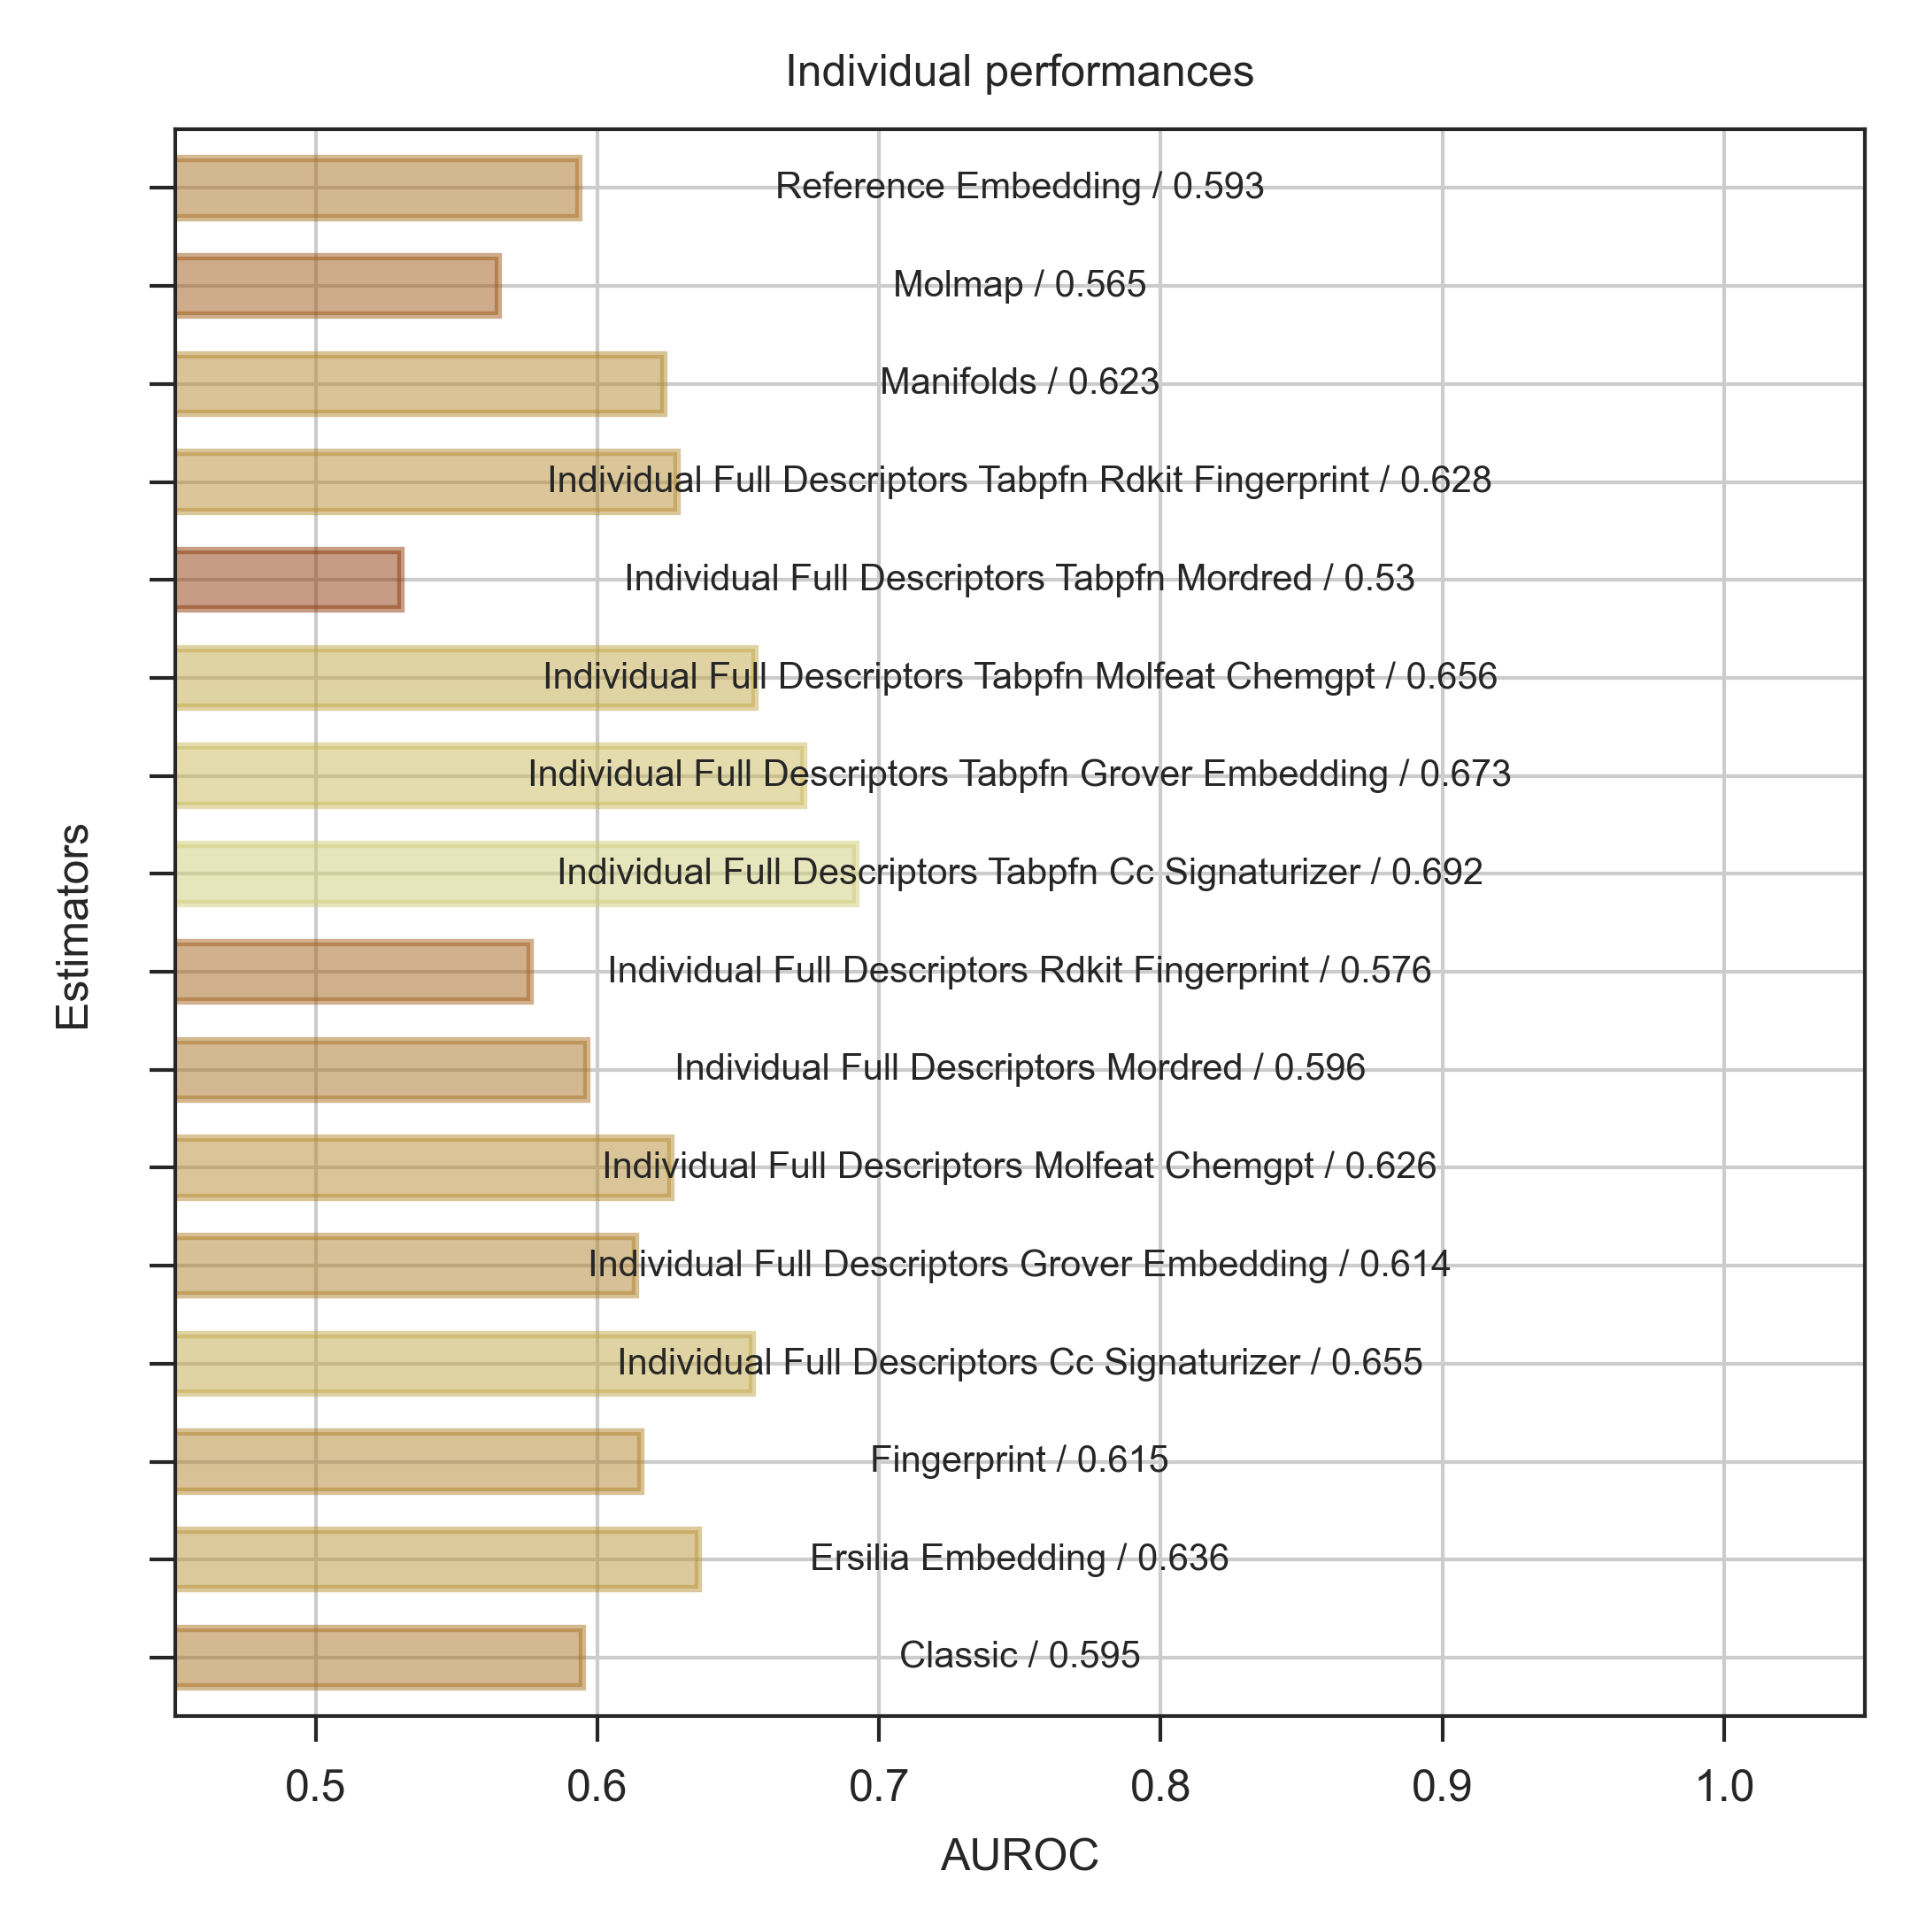 Individual performances
Reference Embedding / 0.593
Molmap / 0.565
Manifolds / 0.623
Individual Full Descriptors Tabpfn Rdkit Fingerprint / 0.628
Individual Full Descriptors Tabpfn Mordred / 0.53
Individual Full Descriptors Tabpfn Molfeat Chemgpt / 0.656
Individual Full Descriptors Tabpfn Grover Embedding / 0.673
Individual Full Descriptors Tabpfn Cc Signaturizer / 0.692
Individual Full Descriptors Rdkit Fingerprint / 0.576
Individual Full Descriptors Mordred / 0.596
Individual Full Descriptors Molfeat Chemgpt / 0.626
Individual Full Descriptors Grover Embedding / 0.614
Individual Full Descriptors Cc Signaturizer / 0.655
Fingerprint / 0.615
Ersilia Embedding / 0.636
Classic / 0.595
Estimators
0.5 0.6 0.7 0.8 0.9 1.0
AUROC